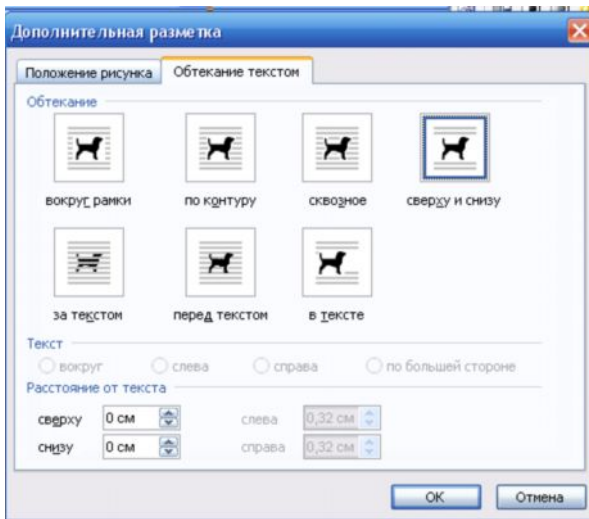 Дополнительная разметка
Положение рисунка Обтекание текстом
Обтекание
вокруг рамки по контуру сквозное сверху и снизу
за текстом перед текстом в тексте
Текст
вокруг слева справа по большей стороне
Расстояние от текста
сверху 0 см слева 0,32 см
снизу 0 см справа 0,32 см
ОК Отмена